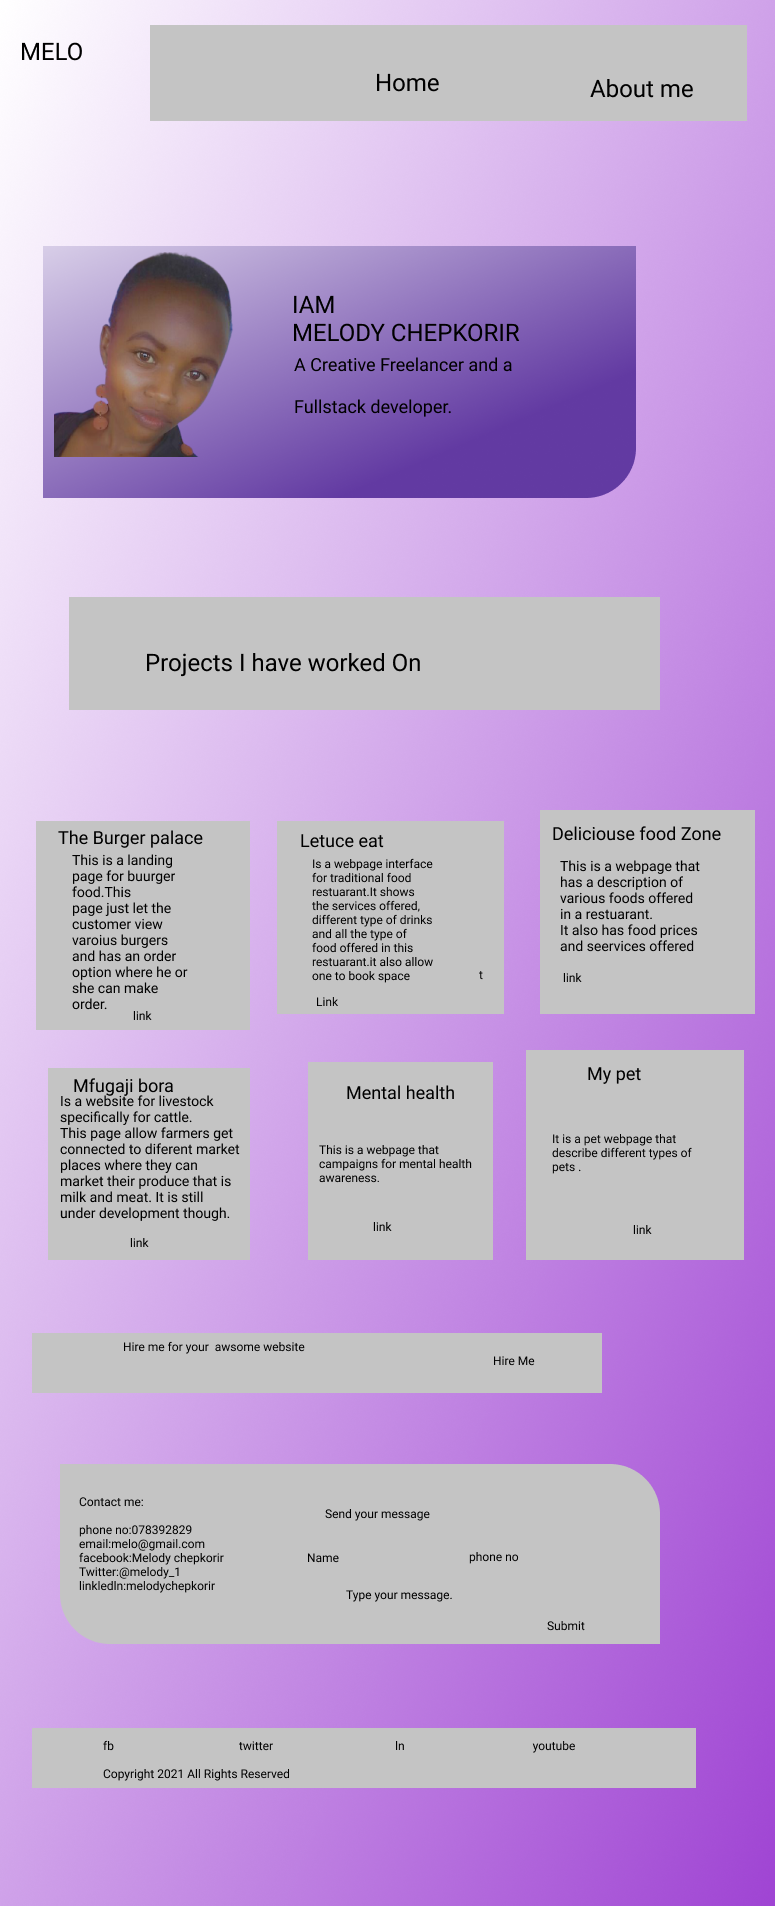 MELO
Home
About me
IAM
MELODY CHEPKORIR
A Creative Freelancer and a
Fullstack developer.
Projects I have worked On
The Burger palace
This is a landing
page for buurger
food.This
page just let the
customer view
varoius burgers
and has an order
option where he or
she can make
order.
link
Letuce eat
Is a webpage interface
for traditional food
restuarant.It shows
the services offered,
different type of drinks
and all the type of
food offered in this
restuarant.it also allow
one to book space
t
Link
Deliciouse food Zone
This is a webpage that
has a description of
various foods offered
in a restuarant.
It also has food prices
and seervices offered
link
Mfugaji bora
Is a website for livestock
specifically for cattle.
This page allow farmers get
connected to diferent market
places where they can
market their produce that is
milk and meat. It is still
under development though.
link
Mental health
This is a webpage that
campaigns for mental health
awareness.
link
My pet
It is a pet webpage that
describe different types of
pets .
link
Hire me for your  awsome website
Hire Me
Contact me:
phone no:078392829
email:melo@gmail.com
facebook:Melody chepkorir
Twitter:@melody_1
linkledln:melodychepkorir
Send your message
Name
phone no
Type your message.
Submit
fb
twitter
ln
youtube
Copyright 2021 All Rights Reserved